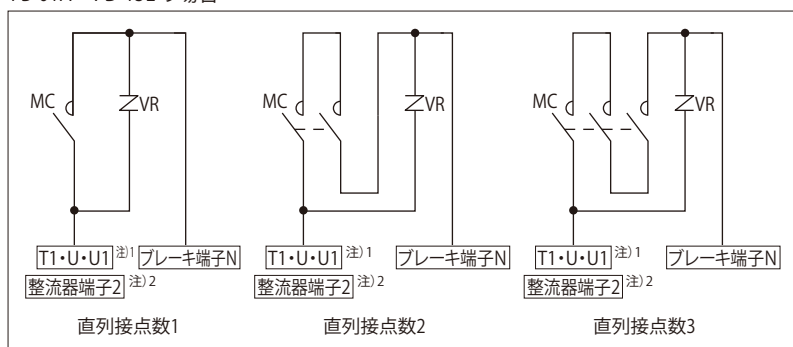 MC VR
T1・U・U1 注)1 ブレーキ端子N
整流器端子2 注)2
直列接点数1
MC VR
T1・U・U1 注)1 ブレーキ端子N
整流器端子2 注)2
直列接点数2
MC VR
T1・U・U1 注)1 ブレーキ端子N
整流器端子2 注)2
直列接点数3